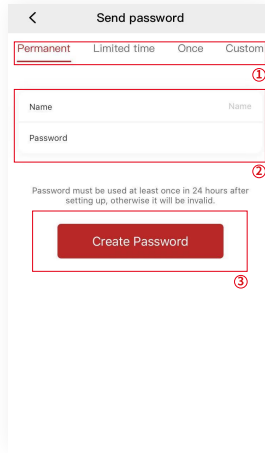 Send password
Permanent Limited time Once Custom
①
Name Name
Password
②
Password must be used at least once in 24 hours after
setting up, otherwise it will be invalid.
Create Password
③